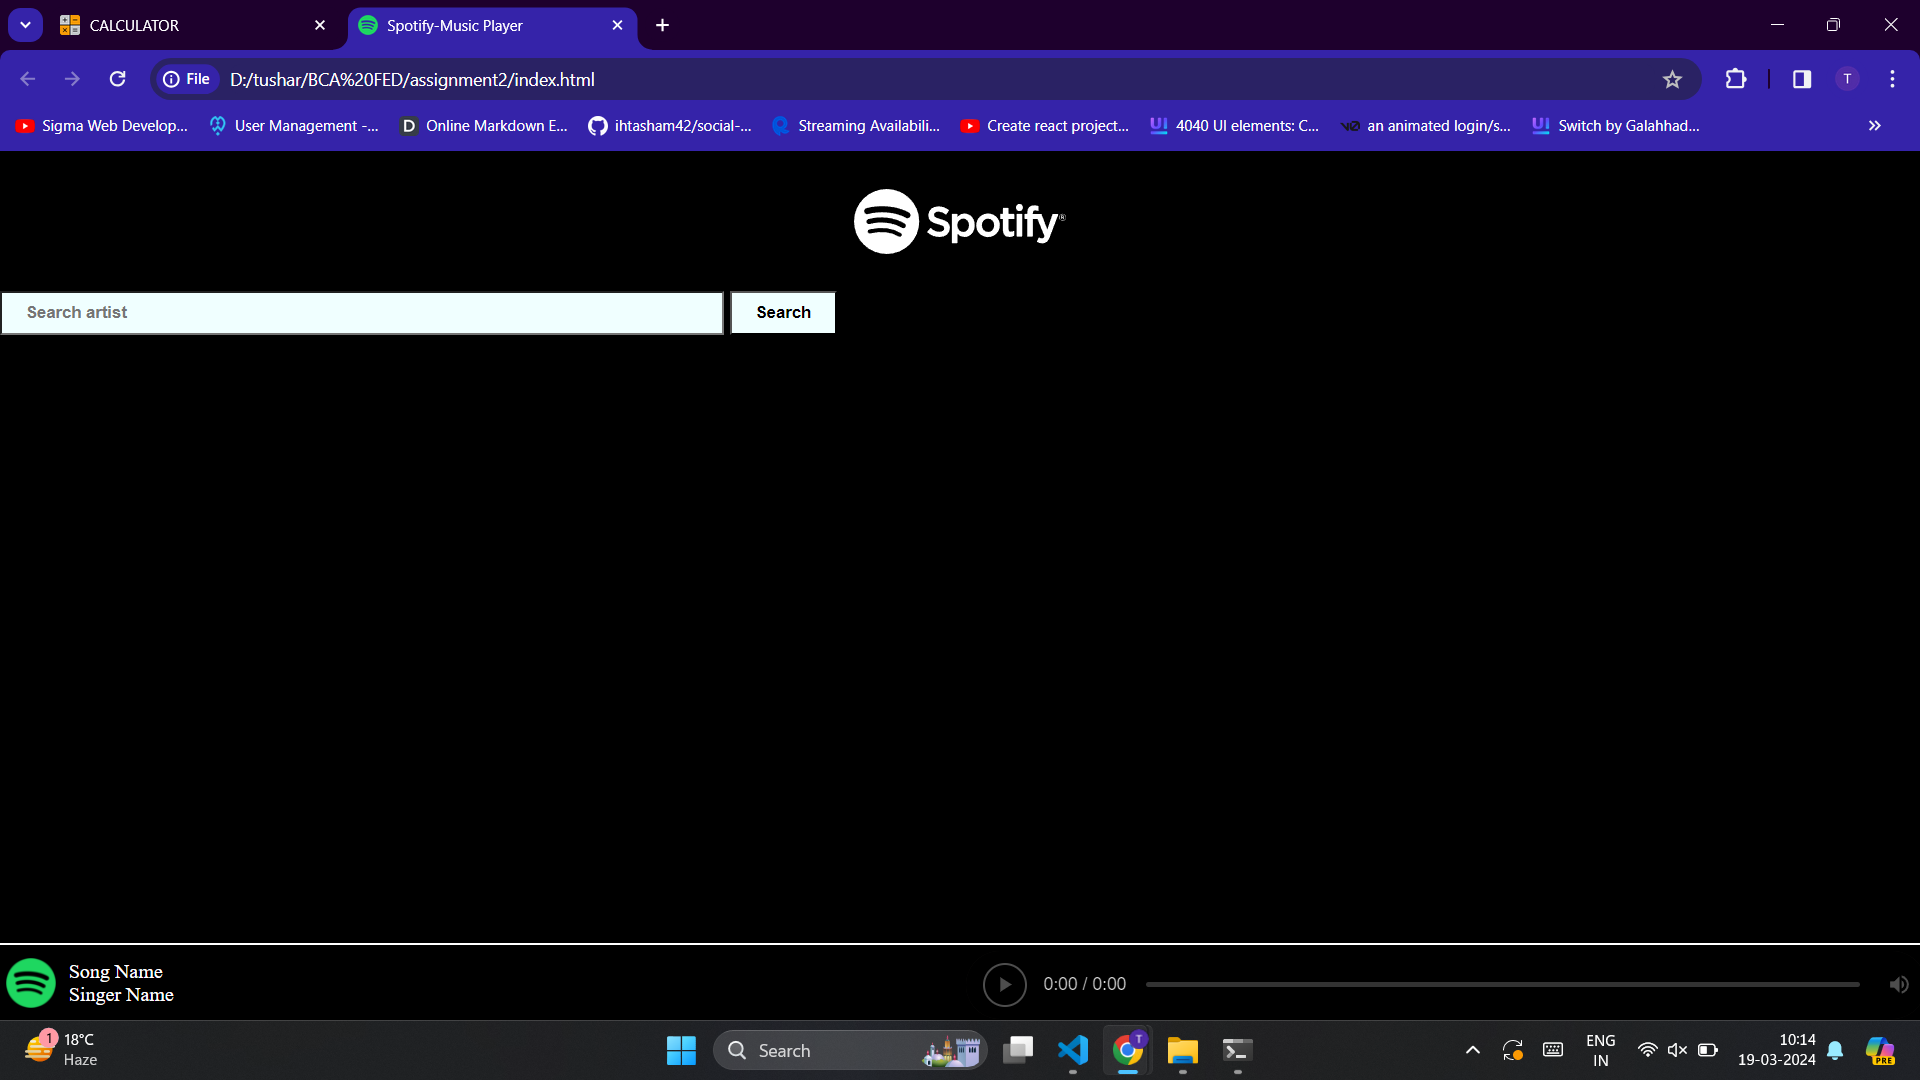 CALCULATOR
Spotify-Music Player
File D:/tushar/BCA%20FED/assignment2/index.html
T
Sigma Web Develop... User Management -... D Online Markdown E... ihtasham42/social-... Streaming Availabili... Create react project... 4040 UI elements: C... an animated login/s... Switch by Galahhad...
Spotify®
Search artist Search
Song Name
Singer Name
0:00 / 0:00
1 18°C
Haze
Search
T
ENG
IN
10:14
19-03-2024
PRE